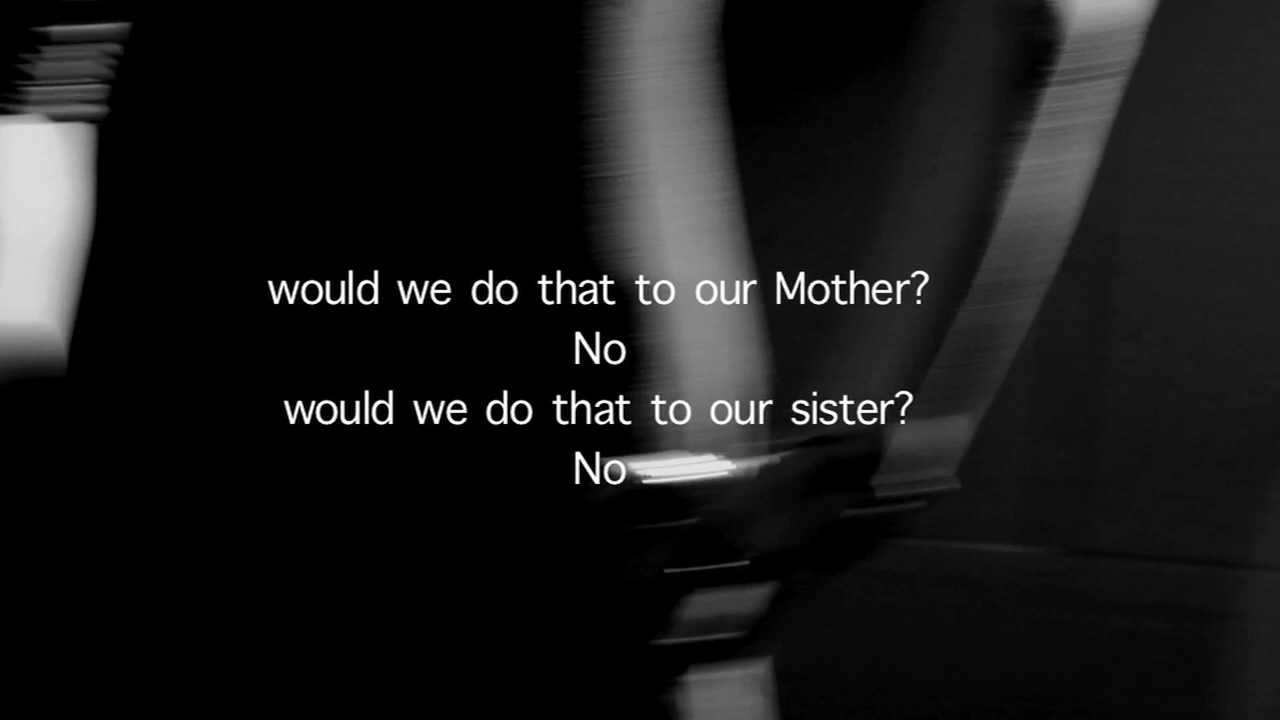 would we do that to our Mother?
No
would we do that to our sister?
No